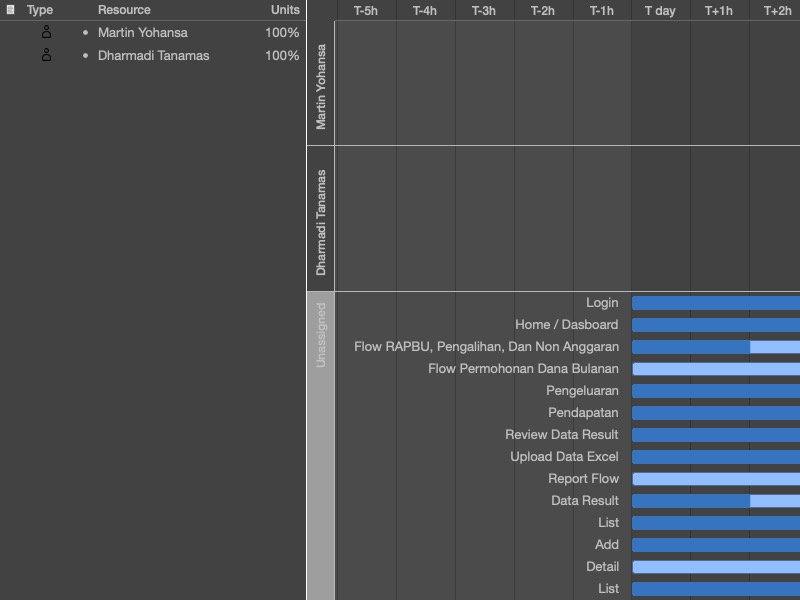 Type Resource Units
Martin Yohansa 100%
Dharmadi Tanamas 100%
T-5h T-4h T-3h T-2h T-1h T day T+1h T+2h
Martin Yohansa
Dharmadi Tanamas
Unassigned
Login
Home / Dasboard
Flow RAPBU, Pengalihan, Dan Non Anggaran
Flow Permohonan Dana Bulanan
Pengeluaran
Pendapatan
Review Data Result
Upload Data Excel
Report Flow
Data Result
List
Add
Detail
List